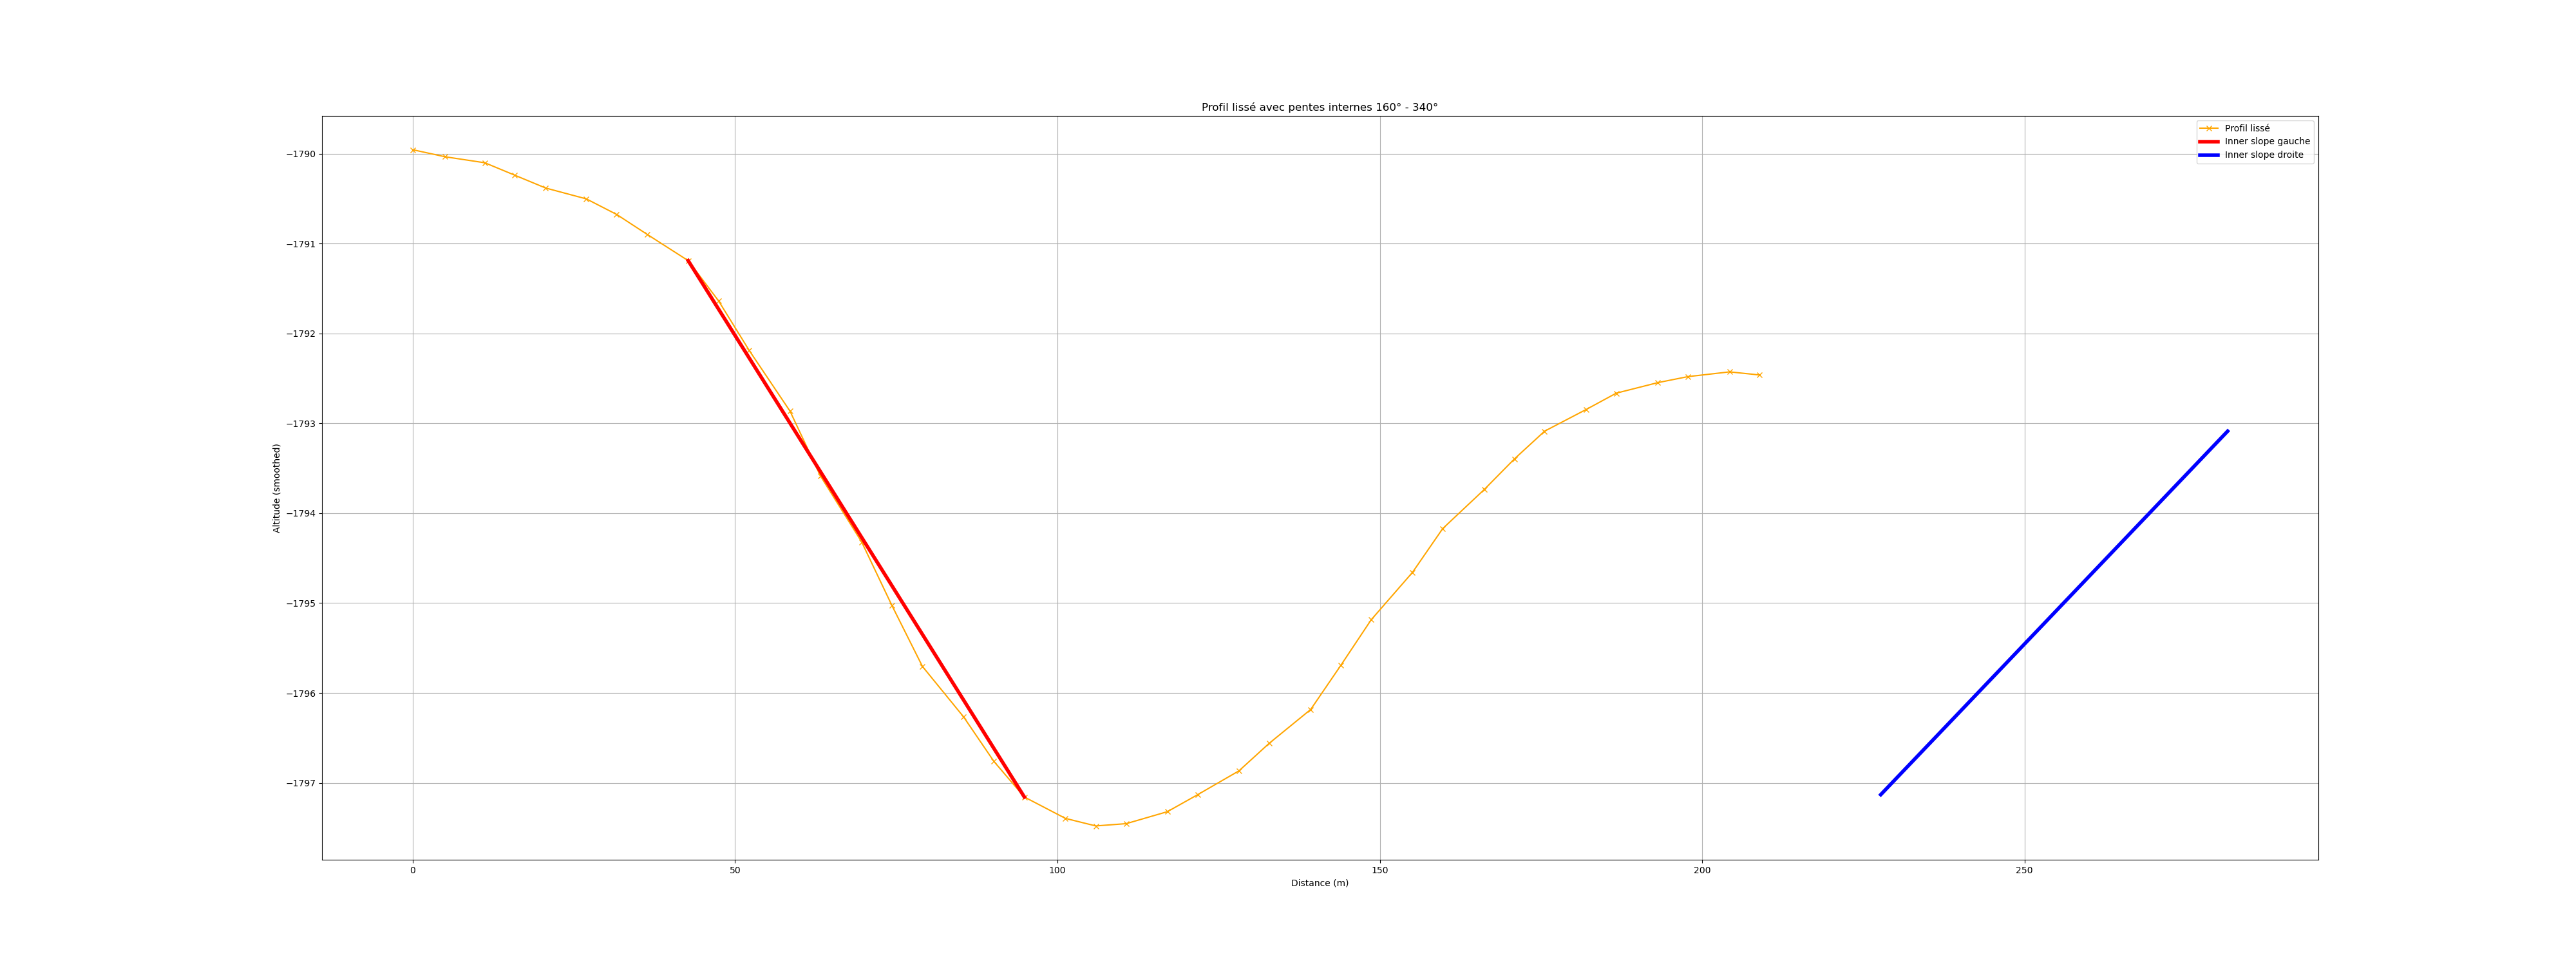 Profil lissé avec pentes internes 160° - 340°
Profil lissé
Inner slope gauche
Inner slope droite
Altitude (smoothed)
−1790
−1791
−1792
−1793
−1794
−1795
−1796
−1797
0 50 100 150 200 250
Distance (m)